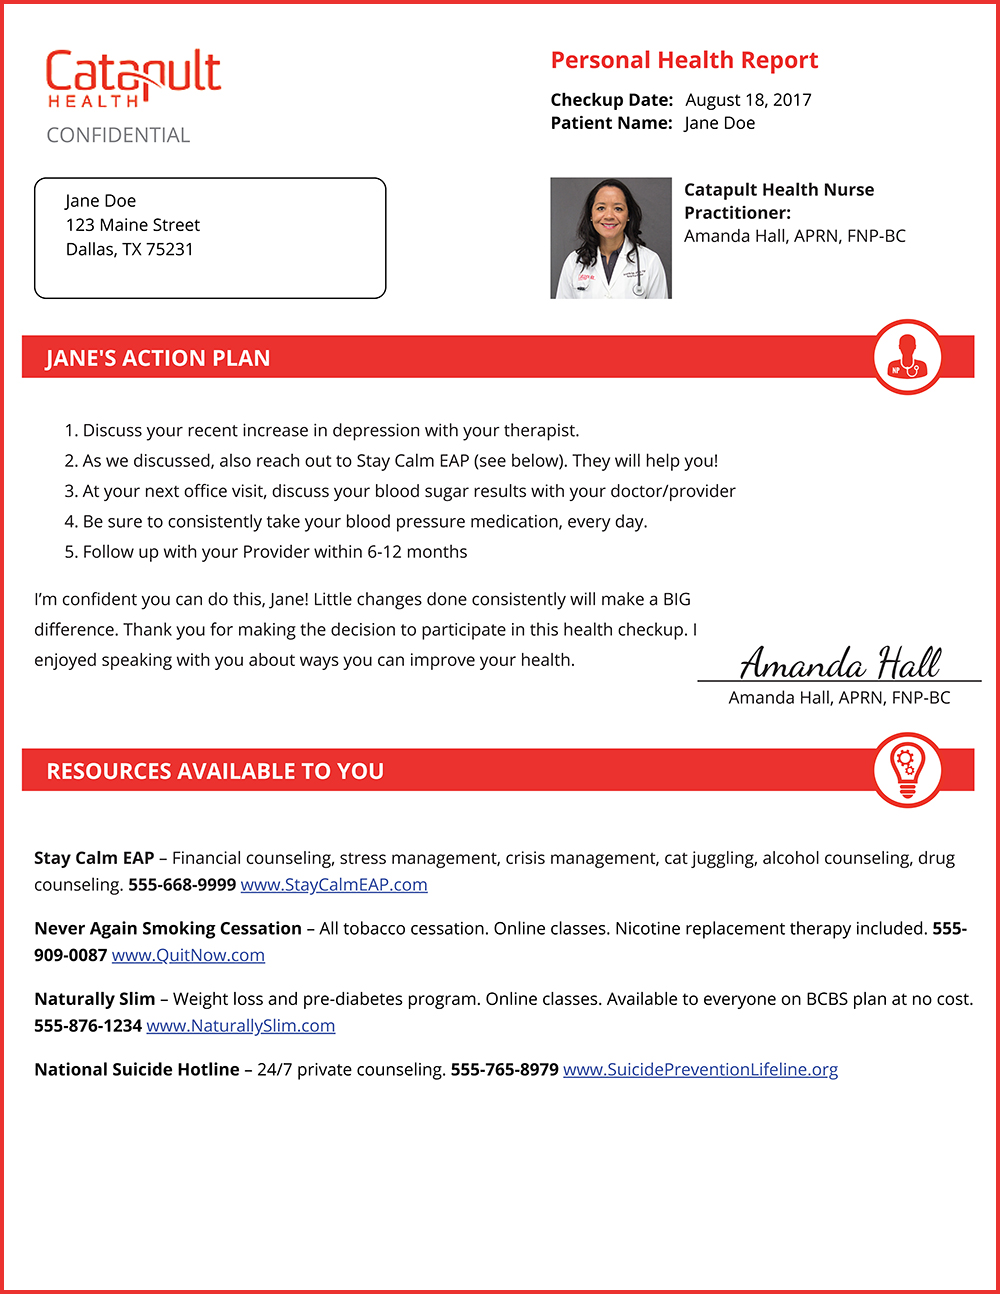 Catapult
HEALTH
CONFIDENTIAL
Personal Health Report
Checkup Date: August 18, 2017
Patient Name: Jane Doe
Jane Doe
123 Maine Street
Dallas, TX 75231
Catapult Health Nurse
Practitioner:
Amanda Hall, APRN, FNP-BC
JANE'S ACTION PLAN
NP
1. Discuss your recent increase in depression with your therapist.
2. As we discussed, also reach out to Stay Calm EAP (see below). They will help you!
3. At your next office visit, discuss your blood sugar results with your doctor/provider
4. Be sure to consistently take your blood pressure medication, every day.
5. Follow up with your Provider within 6-12 months
I’m confident you can do this, Jane! Little changes done consistently will make a BIG
difference. Thank you for making the decision to participate in this health checkup. I
enjoyed speaking with you about ways you can improve your health.
Amanda Hall
Amanda Hall, APRN, FNP-BC
RESOURCES AVAILABLE TO YOU
Stay Calm EAP – Financial counseling, stress management, crisis management, cat juggling, alcohol counseling, drug
counseling. 555-668-9999 www.StayCalmEAP.com
Never Again Smoking Cessation – All tobacco cessation. Online classes. Nicotine replacement therapy included. 555-
909-0087 www.QuitNow.com
Naturally Slim – Weight loss and pre-diabetes program. Online classes. Available to everyone on BCBS plan at no cost.
555-876-1234 www.NaturallySlim.com
National Suicide Hotline – 24/7 private counseling. 555-765-8979 www.SuicidePreventionLifeline.org